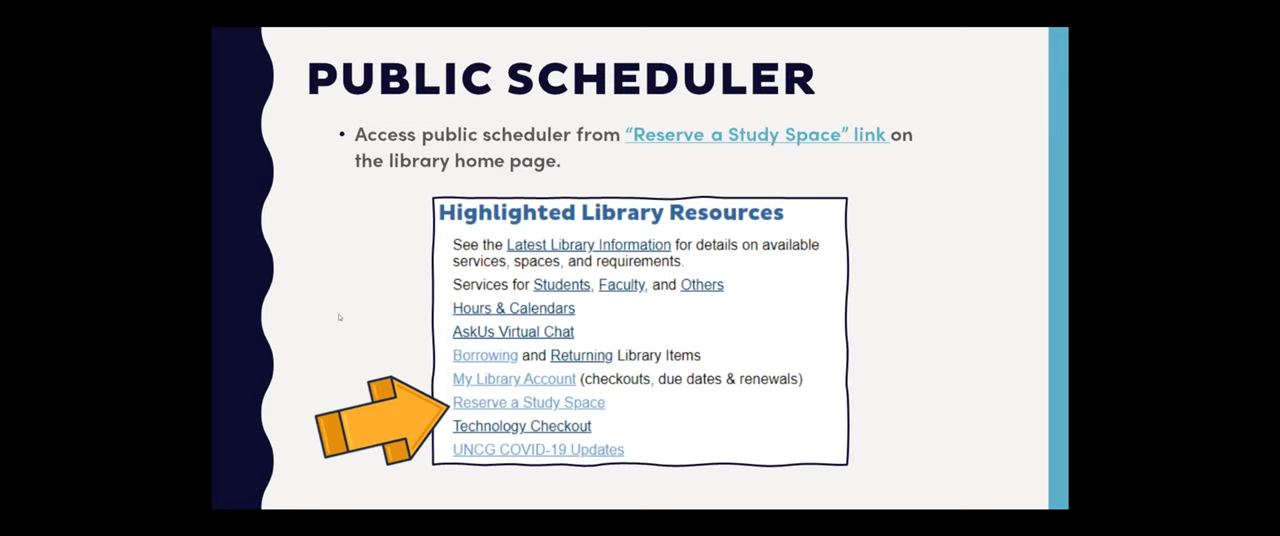 PUBLIC SCHEDULER
• Access public scheduler from “Reserve a Study Space” link on
the library home page.
Highlighted Library Resources
See the Latest Library Information for details on available
services, spaces, and requirements.
Services for Students, Faculty, and Others
Hours & Calendars
AskUs Virtual Chat
Borrowing and Returning Library Items
My Library Account (checkouts, due dates & renewals)
Reserve a Study Space
Technology Checkout
UNCG COVID-19 Updates